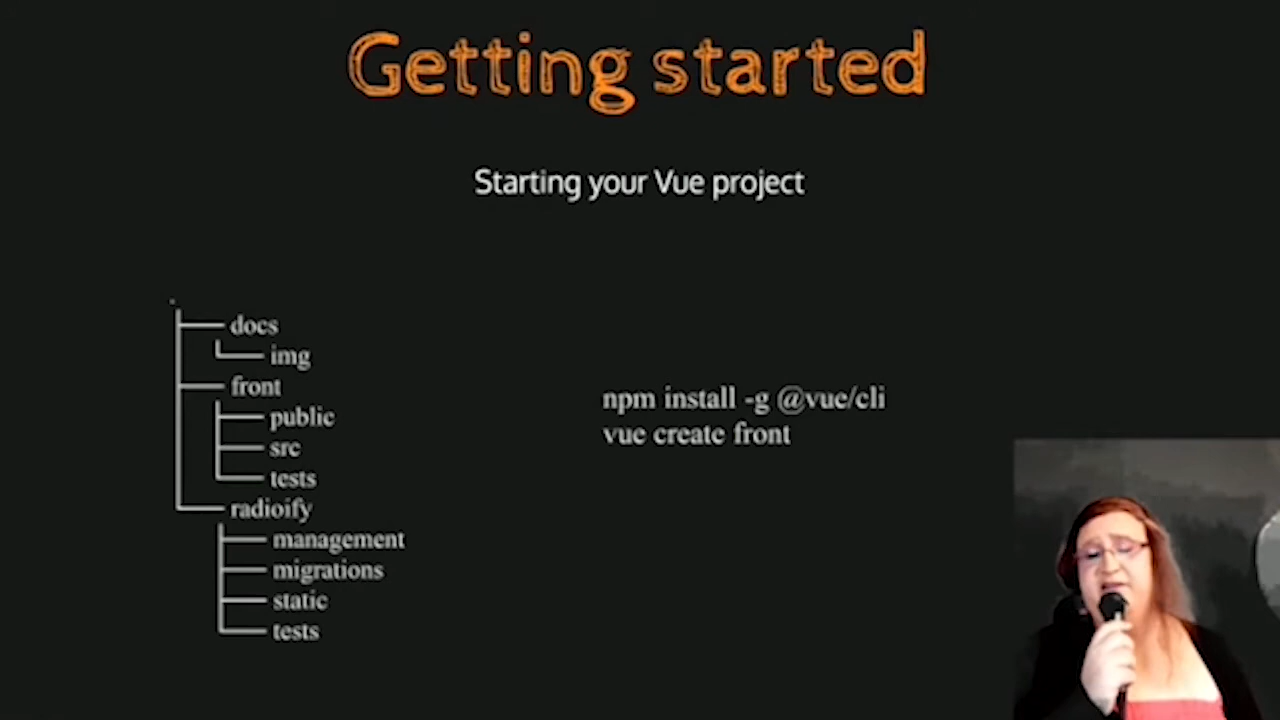 Getting started
Starting your Vue project
.
docs
img
front
public
src
tests
radioify
management
migrations
static
tests
npm install -g @vue/cli
vue create front